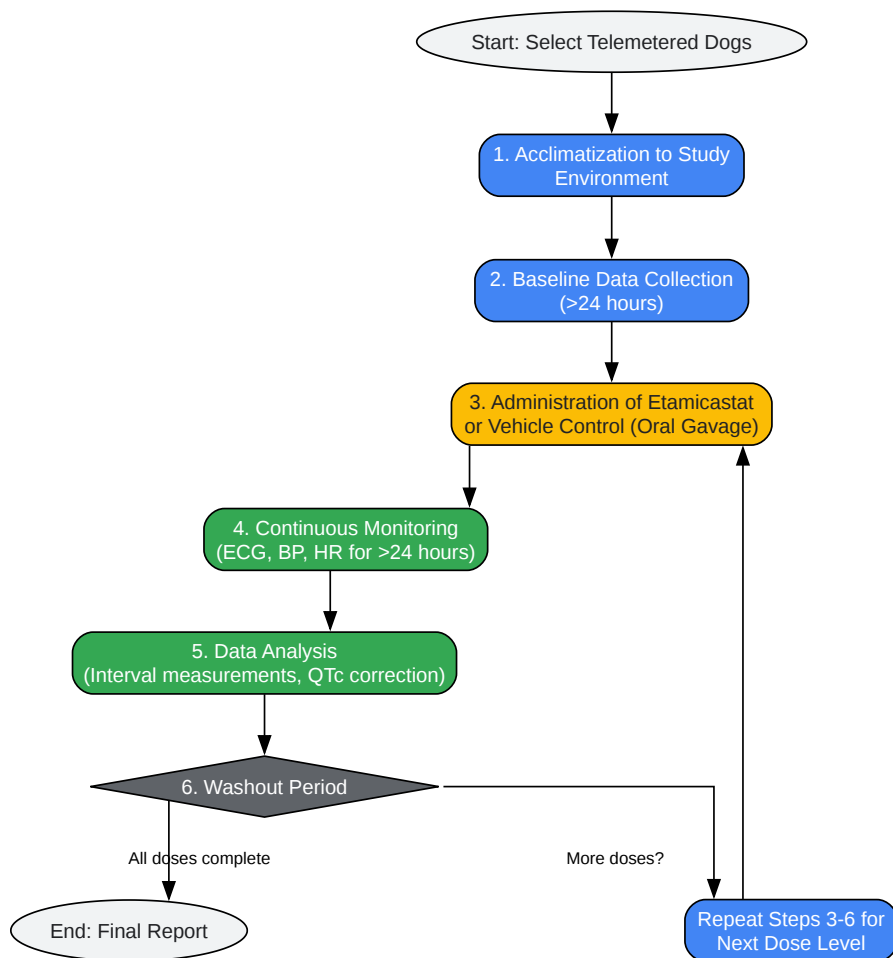 Start: Select Telemetered Dogs
1. Acclimatization to Study
Environment
2. Baseline Data Collection
(>24 hours)
3. Administration of Etamicastat
or Vehicle Control (Oral Gavage)
4. Continuous Monitoring
(ECG, BP, HR for >24 hours)
5. Data Analysis
(Interval measurements, QTc correction)
6. Washout Period
All doses complete
More doses?
End: Final Report
Repeat Steps 3-6 for
Next Dose Level